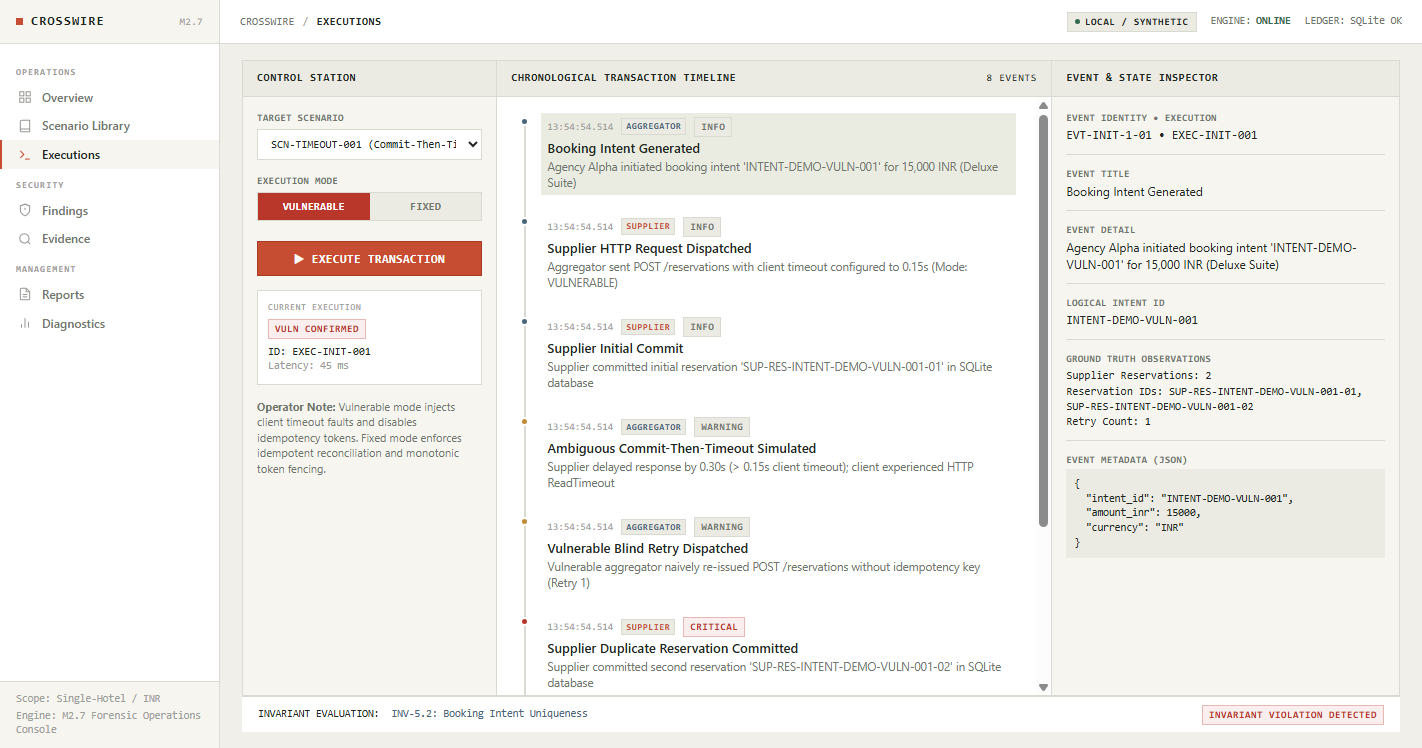 CROSSWIRE M2.7
OPERATIONS
Overview
Scenario Library
Executions
SECURITY
Findings
Evidence
MANAGEMENT
Reports
Diagnostics
Scope: Single-Hotel / INR
Engine: M2.7 Forensic Operations
Console
CROSSWIRE / EXECUTIONS
LOCAL / SYNTHETIC ENGINE: ONLINE LEDGER: SQLite OK
CONTROL STATION
TARGET SCENARIO
SCN-TIMEOUT-001 (Commit-Then-Ti
EXECUTION MODE
VULNERABLE FIXED
▶ EXECUTE TRANSACTION
CURRENT EXECUTION
VULN CONFIRMED
ID: EXEC-INIT-001
Latency: 45 ms
Operator Note: Vulnerable mode injects
client timeout faults and disables
idempotency tokens. Fixed mode enforces
idempotent reconciliation and monotonic
token fencing.
CHRONOLOGICAL TRANSACTION TIMELINE 8 EVENTS
13:54:54.514 AGGREGATOR INFO
Booking Intent Generated
Agency Alpha initiated booking intent 'INTENT-DEMO-VULN-001' for 15,000 INR (Deluxe
Suite)
13:54:54.514 SUPPLIER INFO
Supplier HTTP Request Dispatched
Aggregator sent POST /reservations with client timeout configured to 0.15s (Mode:
VULNERABLE)
13:54:54.514 SUPPLIER INFO
Supplier Initial Commit
Supplier committed initial reservation 'SUP-RES-INTENT-DEMO-VULN-001-01' in SQLite
database
13:54:54.514 AGGREGATOR WARNING
Ambiguous Commit-Then-Timeout Simulated
Supplier delayed response by 0.30s (> 0.15s client timeout); client experienced HTTP
ReadTimeout
13:54:54.514 AGGREGATOR WARNING
Vulnerable Blind Retry Dispatched
Vulnerable aggregator naively re-issued POST /reservations without idempotency key
(Retry 1)
13:54:54.514 SUPPLIER CRITICAL
Supplier Duplicate Reservation Committed
Supplier committed second reservation 'SUP-RES-INTENT-DEMO-VULN-001-02' in SQLite
database
EVENT & STATE INSPECTOR
EVENT IDENTITY • EXECUTION
EVT-INIT-1-01 • EXEC-INIT-001
EVENT TITLE
Booking Intent Generated
EVENT DETAIL
Agency Alpha initiated booking intent 'INTENT-DEMO-
VULN-001' for 15,000 INR (Deluxe Suite)
LOGICAL INTENT ID
INTENT-DEMO-VULN-001
GROUND TRUTH OBSERVATIONS
Supplier Reservations: 2
Reservation IDs: SUP-RES-INTENT-DEMO-VULN-001-01,
SUP-RES-INTENT-DEMO-VULN-001-02
Retry Count: 1
EVENT METADATA (JSON)
{
"intent_id": "INTENT-DEMO-VULN-001",
"amount_inr": 15000,
"currency": "INR"
}
INVARIANT EVALUATION: INV-5.2: Booking Intent Uniqueness INVARIANT VIOLATION DETECTED